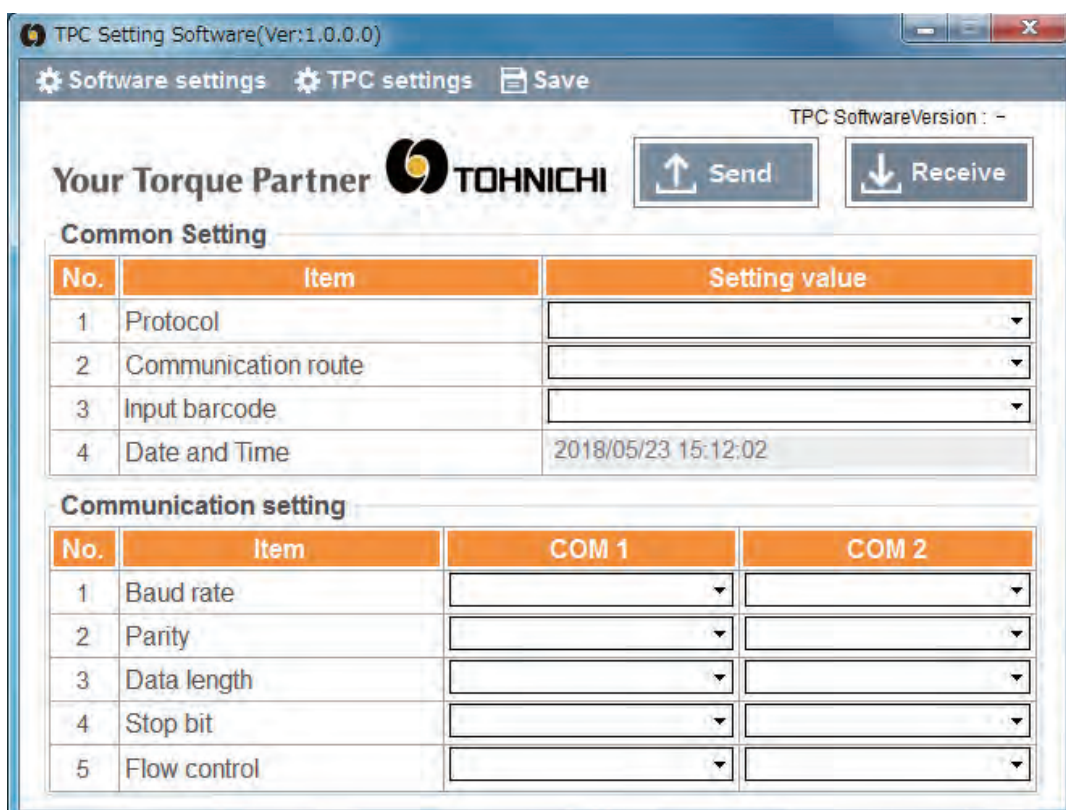 TPC Setting Software(Ver:1.0.0.0)
Software settings TPC settings Save
TPC SoftwareVersion : -
Your Torque Partner TOHNICHI Send Receive
Common Setting
No. Item Setting value
1 Protocol
2 Communication route
3 Input barcode
4 Date and Time 2018/05/23 15:12:02
Communication setting
No. Item COM 1 COM 2
1 Baud rate
2 Parity
3 Data length
4 Stop bit
5 Flow control